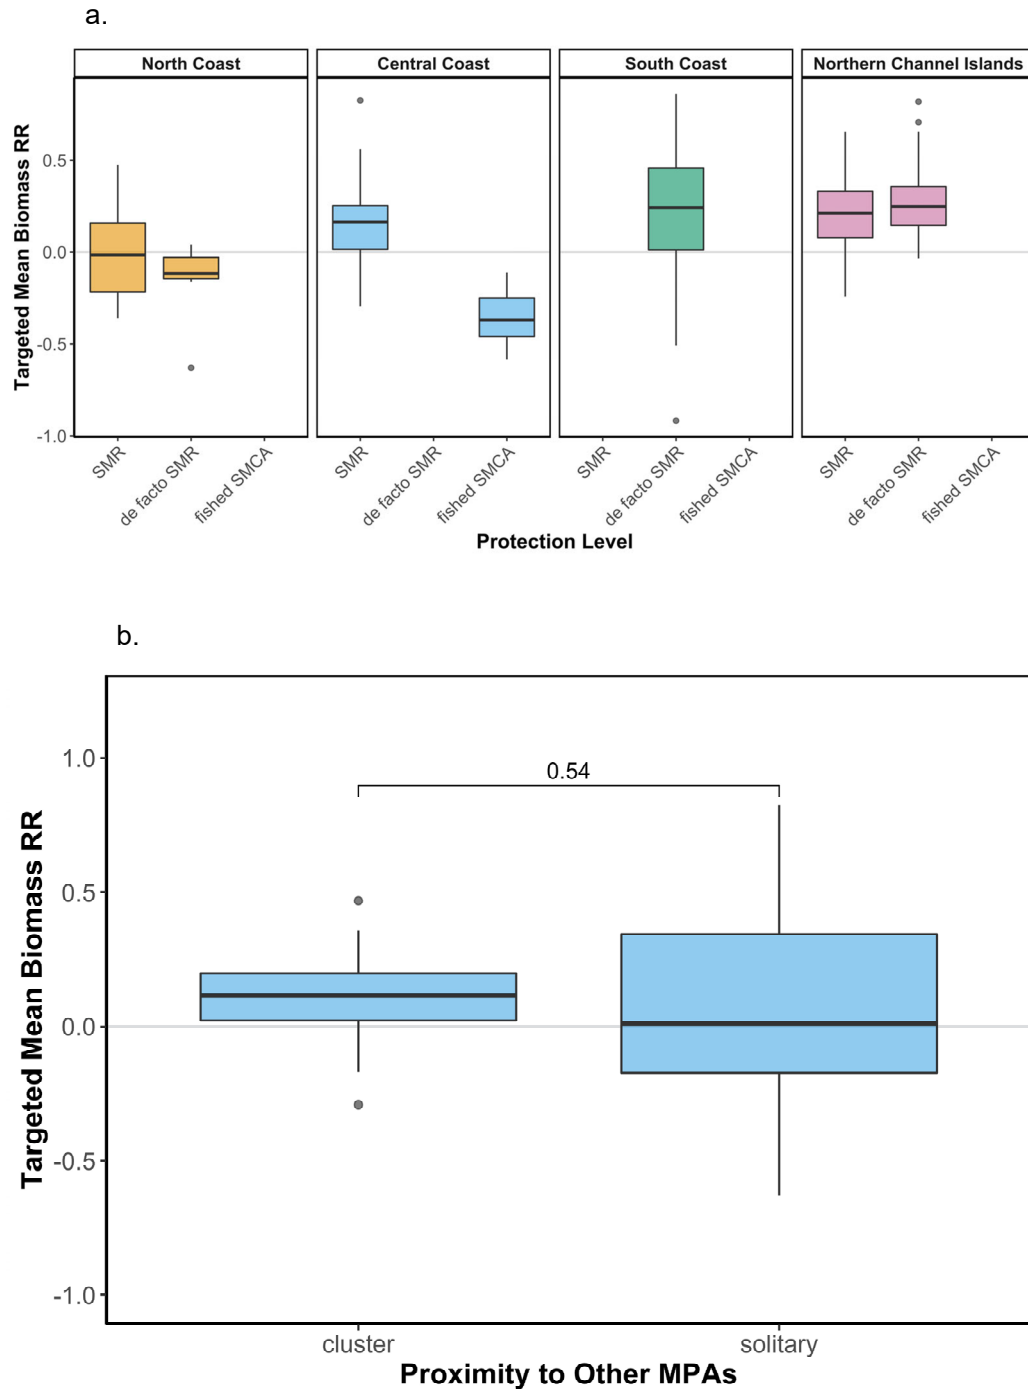 a.
North Coast Central Coast South Coast Northern Channel Islands
Targeted Mean Biomass RR
0.5
0.0
-0.5
-1.0
SMR de facto SMR fished SMCA SMR de facto SMR fished SMCA SMR de facto SMR fished SMCA SMR de facto SMR fished SMCA
Protection Level
b.
Targeted Mean Biomass RR
1.0
0.54
0.5
0.0
-0.5
-1.0
cluster solitary
Proximity to Other MPAs